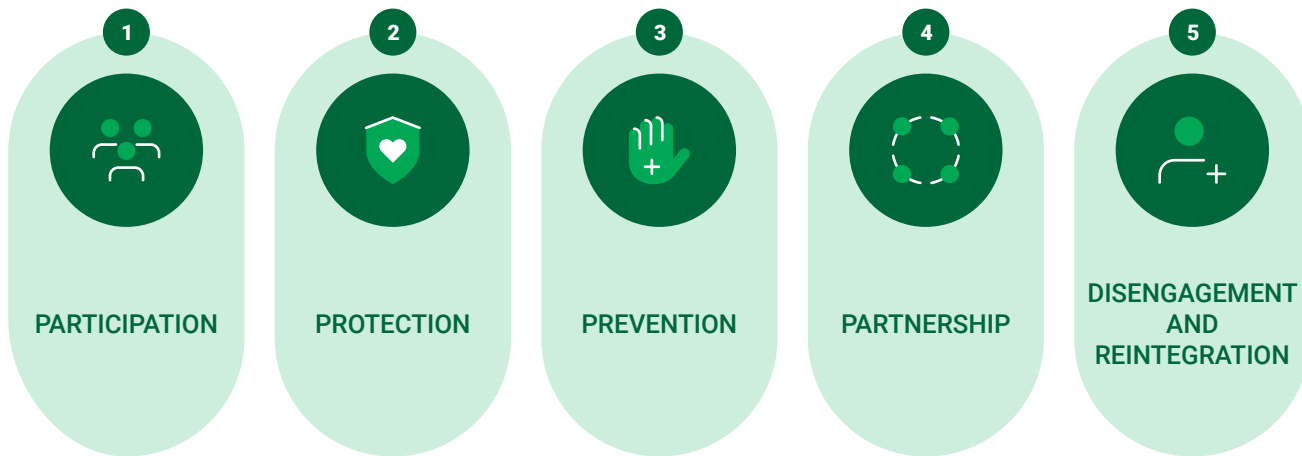 1
PARTICIPATION
2
PROTECTION
3
PREVENTION
4
PARTNERSHIP
5
DISENGAGEMENT
AND
REINTEGRATION